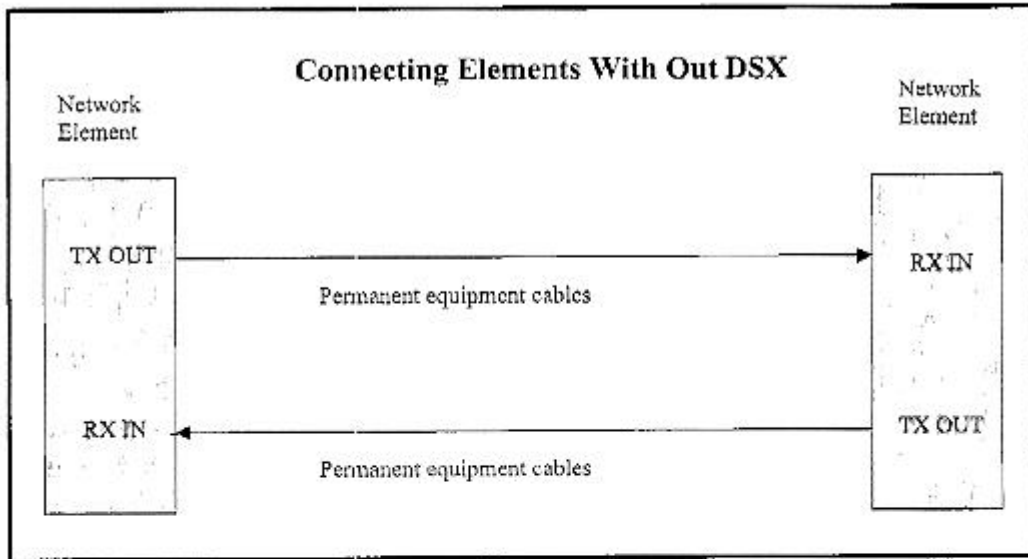 Connecting Elements With Out DSX
Network
Element
Network
Element
TX OUT
RX IN
Permanent equipment cables
RX IN
TX OUT
Permanent equipment cables